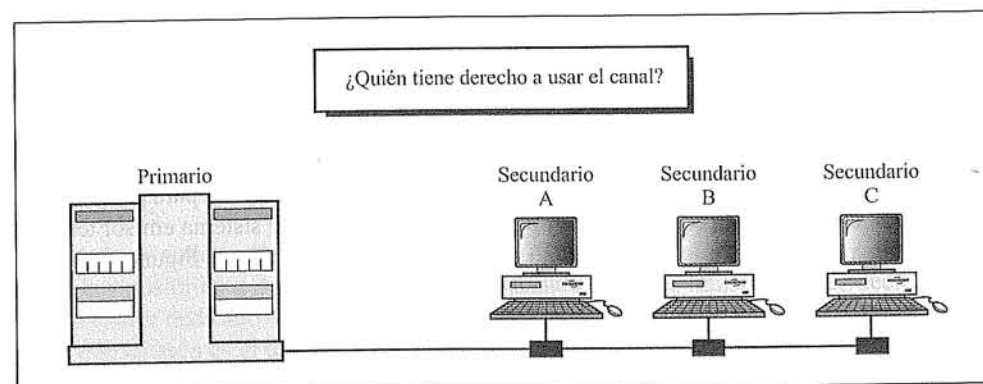 ¿Quién tiene derecho a usar el canal?
Primario
Secundario
A
Secundario
B
Secundario
C